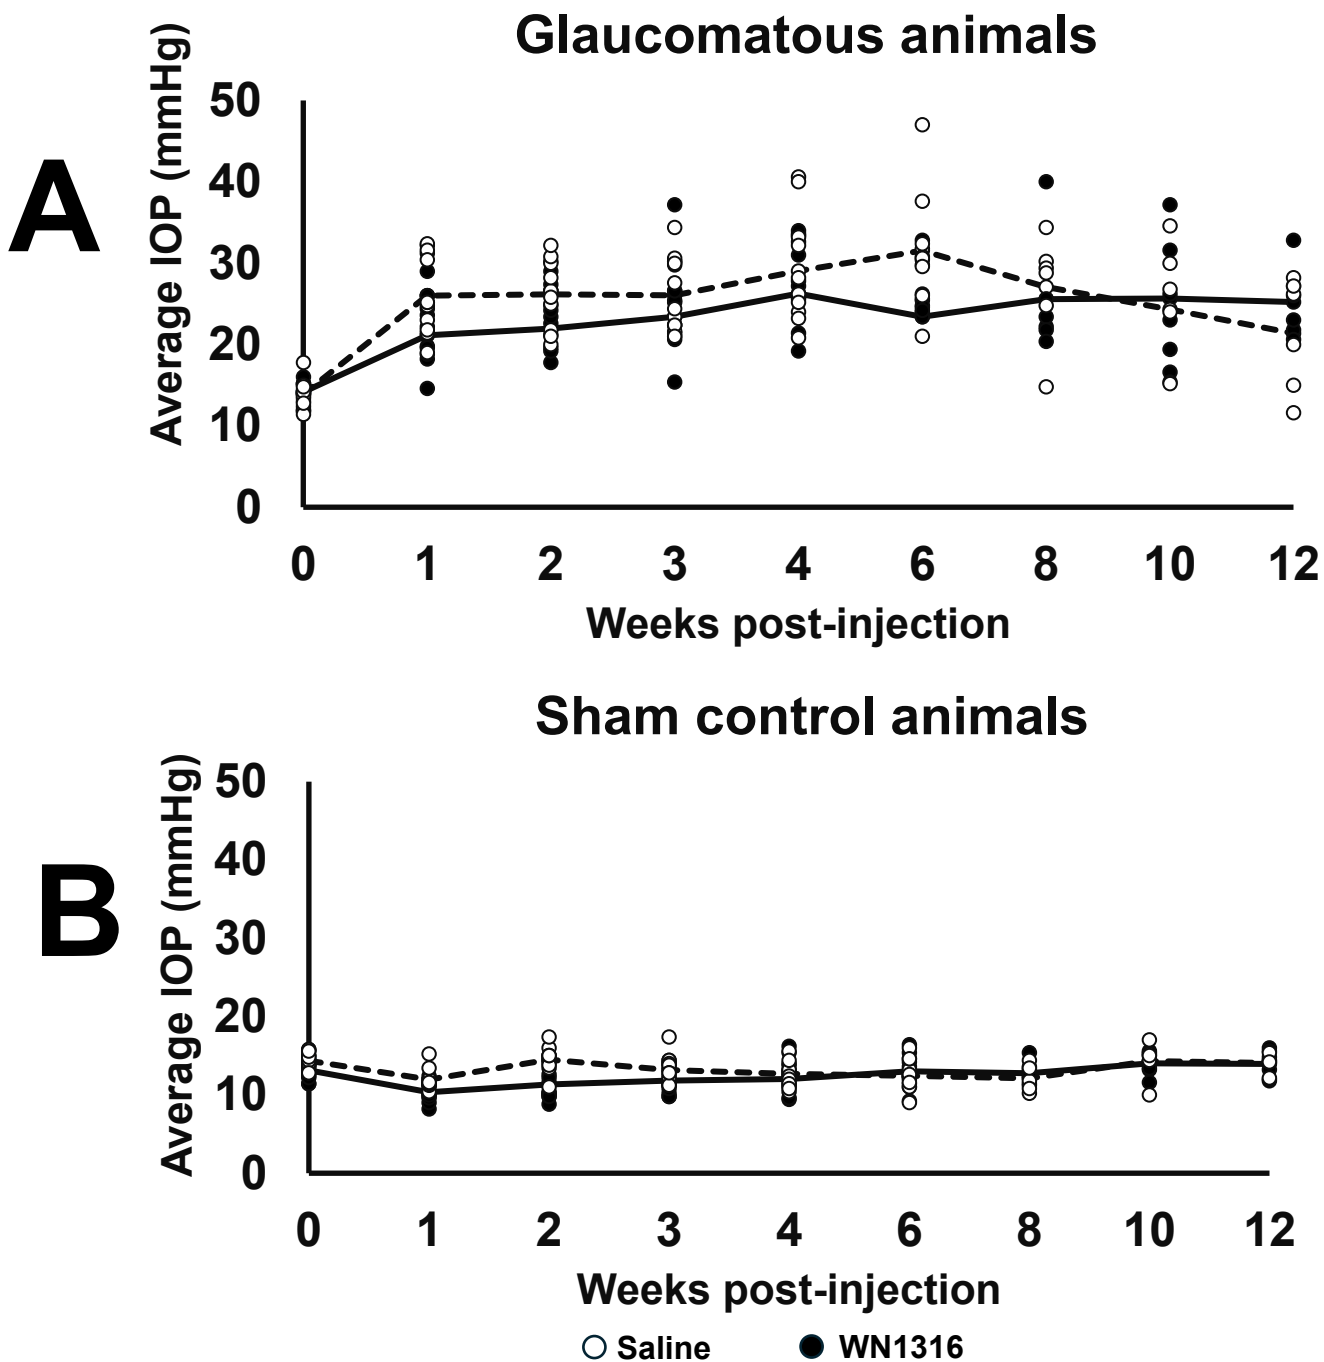 Glaucomatous animals
A
Average IOP (mmHg)
50
40
30
20
10
0
0 1 2 3 4 6 8 10 12
Weeks post-injection
Sham control animals
B
Average IOP (mmHg)
50
40
30
20
10
0
0 1 2 3 4 6 8 10 12
Weeks post-injection
Saline WN1316